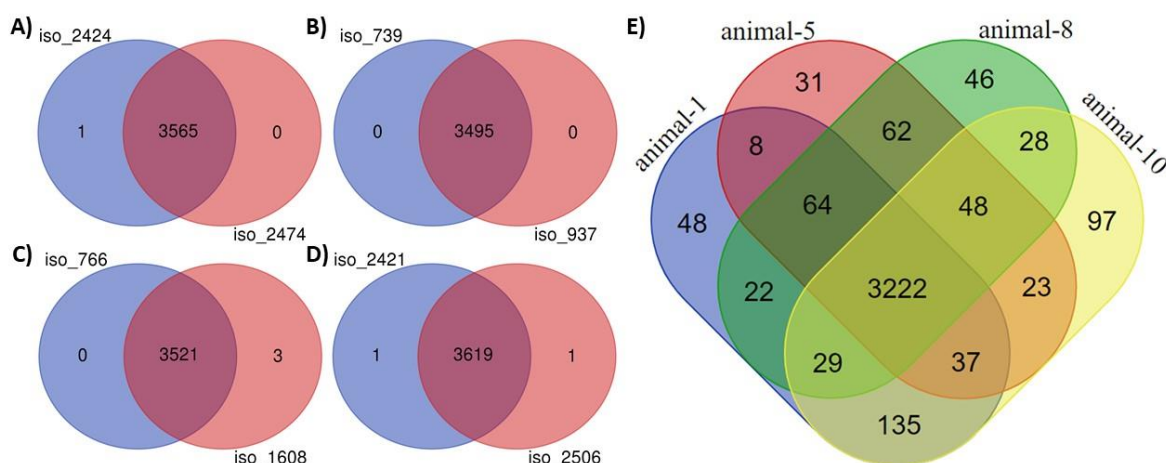 A)
iso_2424
1
3565
0
iso_2474
B)
iso_739
0
3495
0
iso_937
C)
iso_766
0
3521
3
iso_1608
D)
iso_2421
1
3619
1
iso_2506
E)
animal-5
animal-8
animal-1
animal-10
31
46
8
62
28
48
64
48
97
22
3222
23
29
37
135